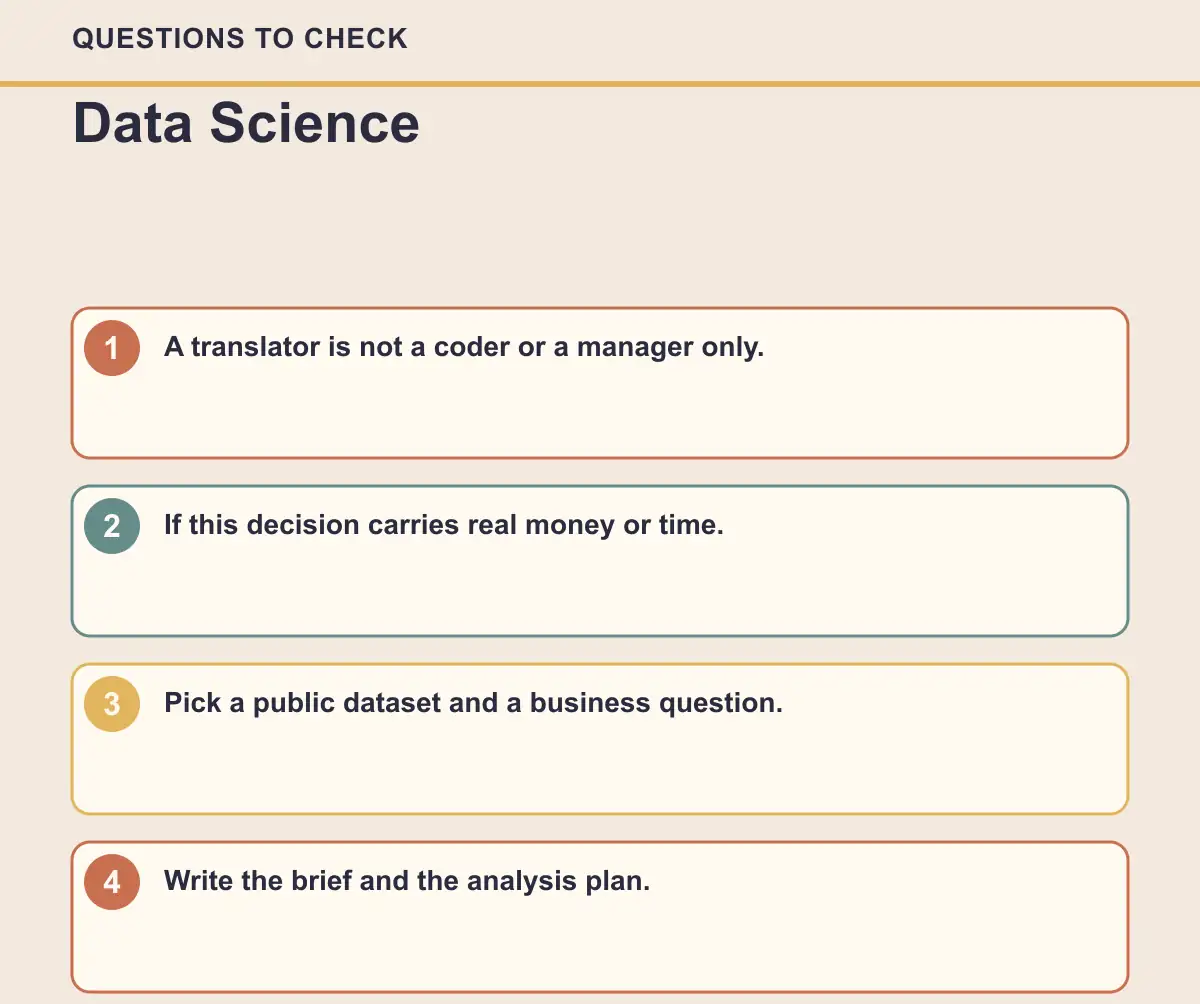 QUESTIONS TO CHECK
Data Science
1 A translator is not a coder or a manager only.
2 If this decision carries real money or time.
3 Pick a public dataset and a business question.
4 Write the brief and the analysis plan.